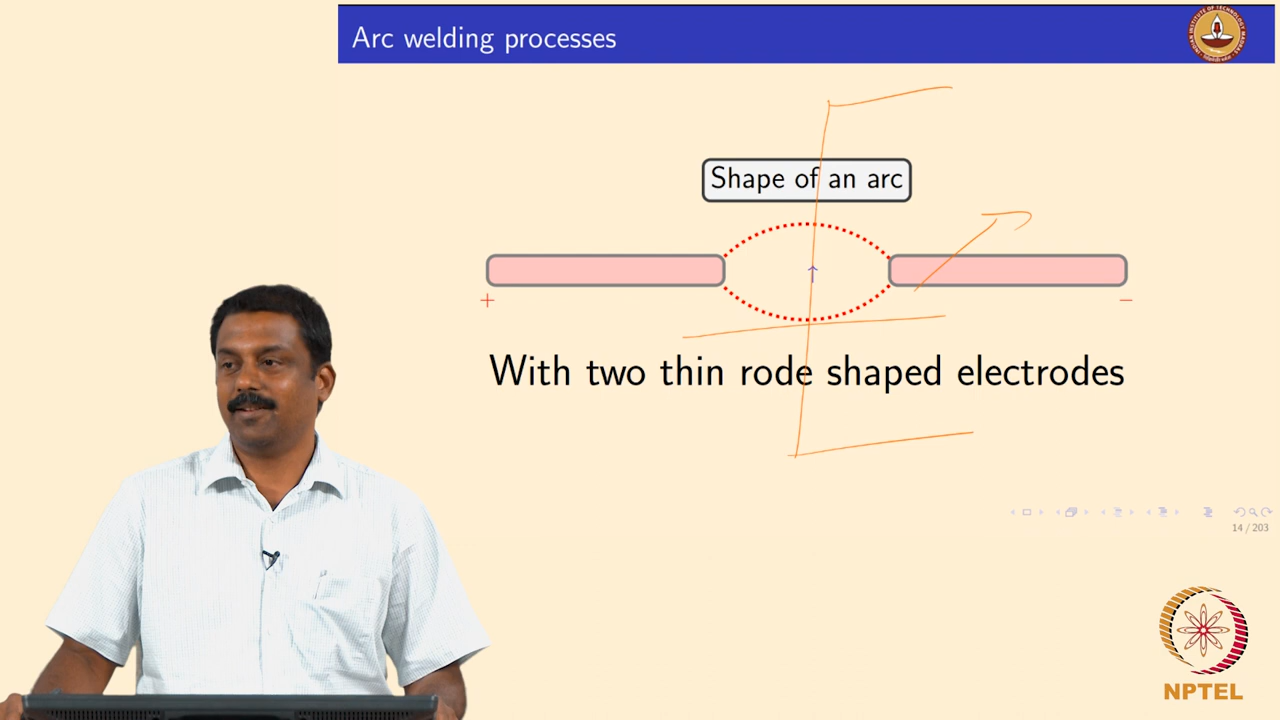 Arc welding processes
Shape of an arc
↑
+
−
With two thin rode shaped electrodes
14 / 203
NPTEL